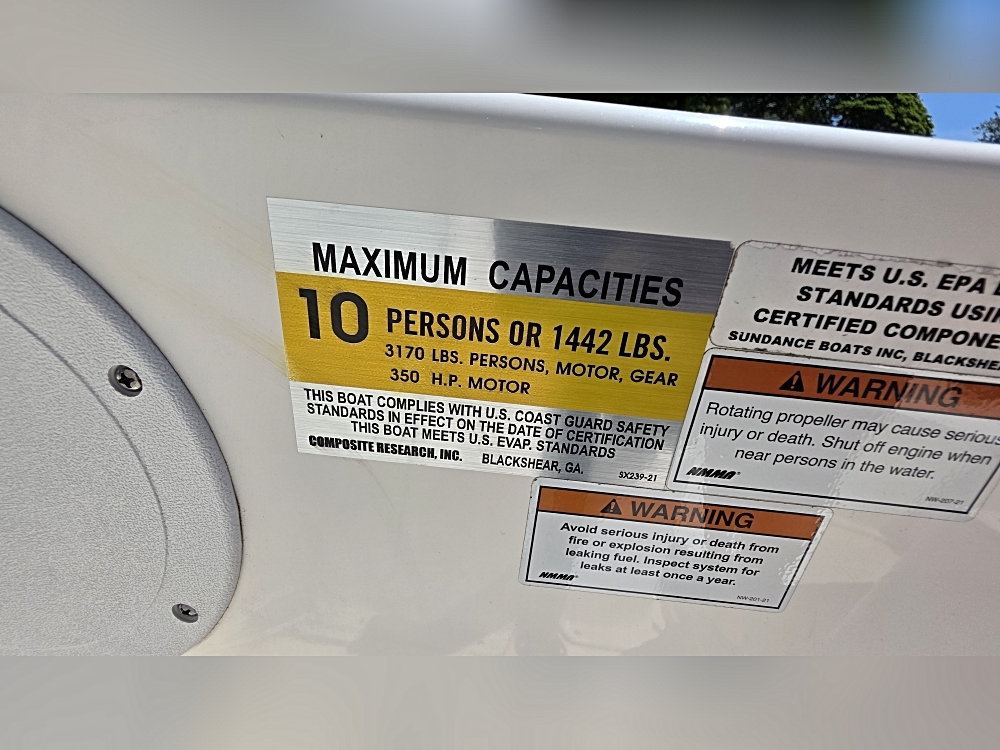 MAXIMUM CAPACITIES
10 PERSONS OR 1442 LBS.
3170 LBS. PERSONS, MOTOR, GEAR
350 H.P. MOTOR
THIS BOAT COMPLIES WITH U.S. COAST GUARD SAFETY
STANDARDS IN EFFECT ON THE DATE OF CERTIFICATION
THIS BOAT MEETS U.S. EVAP. STANDARDS
COMPOSITE RESEARCH, INC. BLACKSHEAR, GA.
SX239-21
MEETS U.S. EPA
STANDARDS
CERTIFIED
SUNDANCE BOATS INC,
WARNING
Rotating propeller may cause serious
injury or death. Shut off engine when
near persons in the water.
NMMA
NW-207-21
WARNING
Avoid serious injury or death from
fire or explosion resulting from
leaking fuel. Inspect system for
leaks at least once a year.
NMMA
NW-201-21